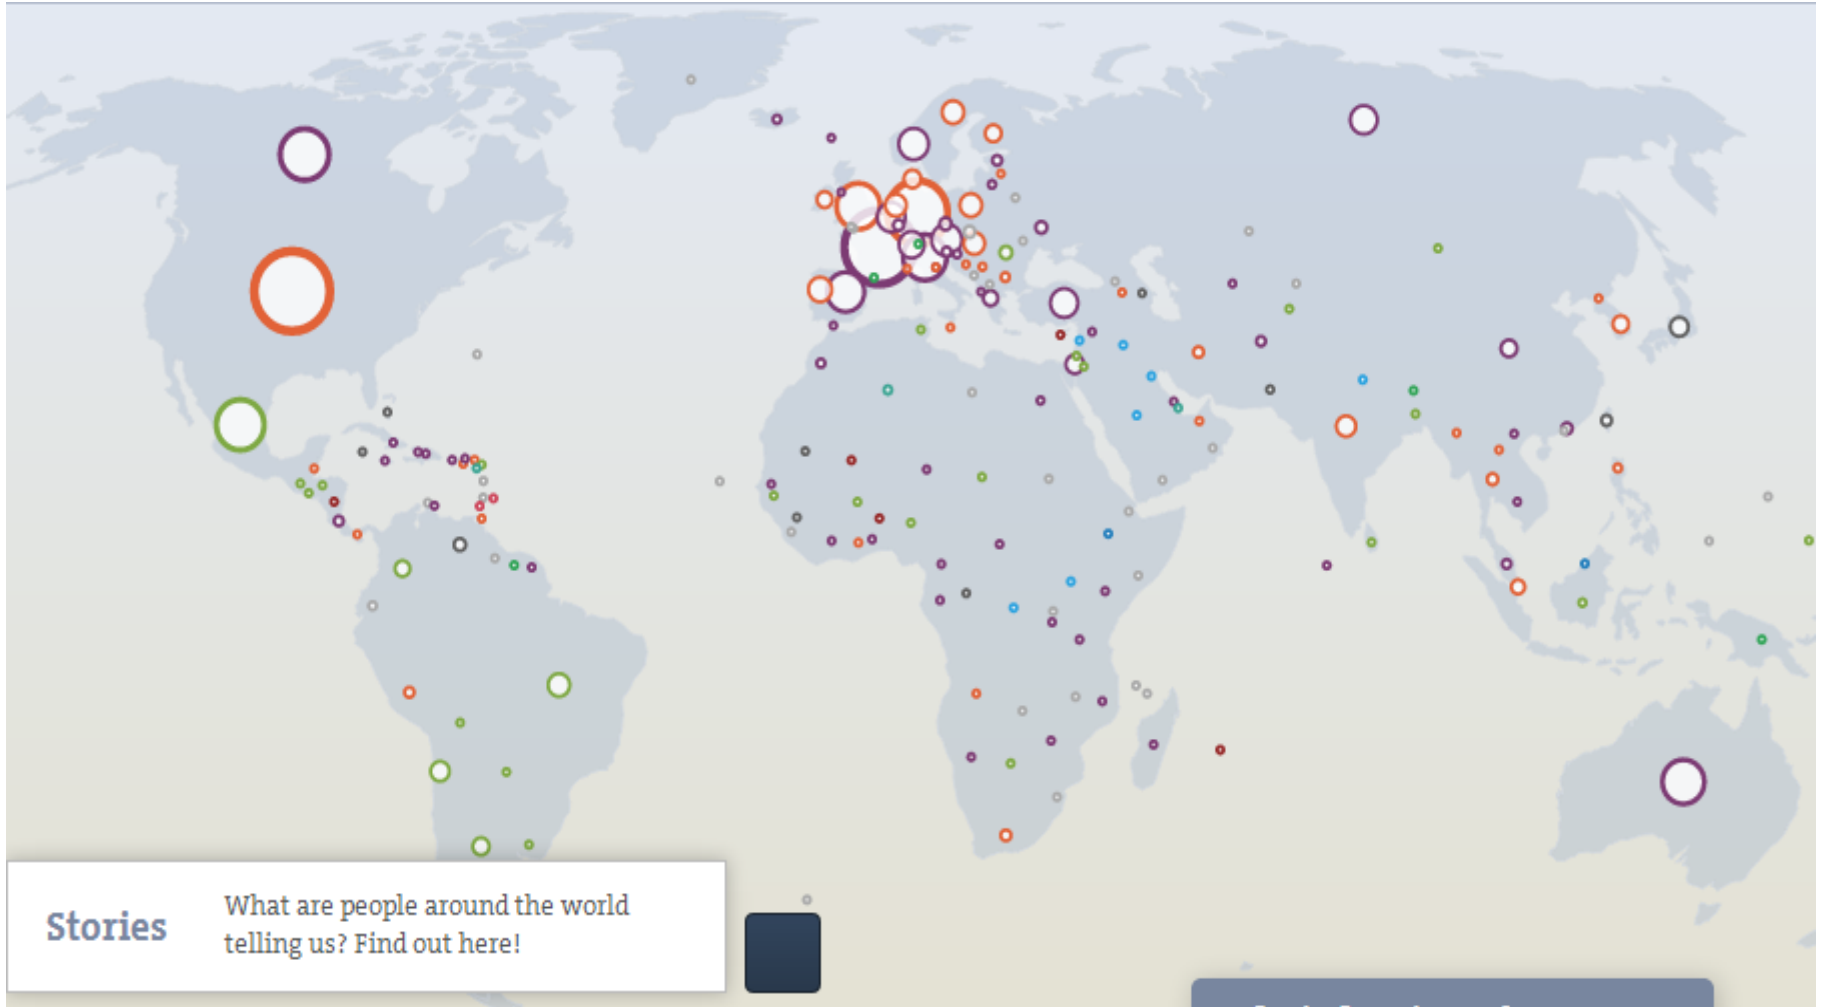 Stories
What are people around the world
telling us? Find out here!